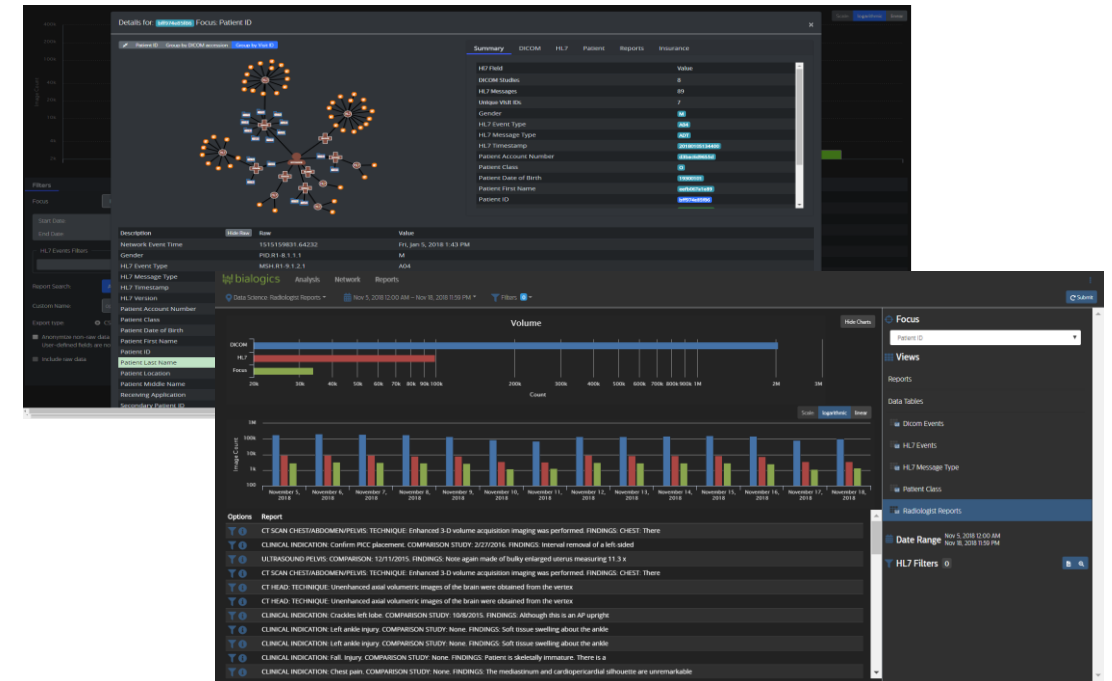 Details for: Focus: Patient ID
×
Scale logarithmic linear
Patient ID Group by DICOM accession Group by Visit ID
Summary DICOM HL7 Patient Reports Insurance
HL7 Field Value
DICOM Studies 8
HL7 Messages 89
Unique Visit IDs 7
Gender M
HL7 Event Type A04
HL7 Message Type ADT
HL7 Timestamp
Patient Account Number
Patient Class O
Patient Date of Birth
Patient First Name
Patient ID
Filters
Focus
Start Date
End Date
HL7 Events Filters
Report Search
Custom Name
Export type
Anonymize non-raw data
User-defined fields are no
Include raw data
Description Hide Raw Raw Value
Network Event Time 1515159831.64232 Fri, Jan 5, 2018 1:43 PM
Gender PID.R1-8.1.1.1 M
HL7 Event Type MSH.R1-9.1.2.1 A04
HL7 Message Type
HL7 Timestamp
HL7 Version
Patient Account Number
Patient Class
Patient Date of Birth
Patient First Name
Patient ID
Patient Last Name
Patient Location
Patient Middle Name
Receiving Application
Secondary Patient ID
bialogics Analysis Network Reports
Data Science: Radiologist Reports Nov 5, 2018 12:00 AM – Nov 18, 2018 11:59 PM Filters 0
Submit
Volume
Hide Charts
DICOM
HL7
Focus
20k 30k 40k 50k 60k 70k 80k 90k 100k 200k 300k 400k 500k 600k 700k 800k 900k 1M 2M 3M
Count
Scale logarithmic linear
Image Count
1M
100k
10k
1k
100
November 5, 2018 November 6, 2018 November 7, 2018 November 8, 2018 November 9, 2018 November 10, 2018 November 11, 2018 November 12, 2018 November 13, 2018 November 14, 2018 November 15, 2018 November 16, 2018 November 17, 2018 November 18, 2018
Options Report
CT SCAN CHEST/ABDOMEN/PELVIS: TECHNIQUE: Enhanced 3-D volume acquisition imaging was performed. FINDINGS: CHEST: There
CLINICAL INDICATION: Confirm PICC placement. COMPARISON STUDY: 2/27/2016. FINDINGS: Interval removal of a left-sided
ULTRASOUND PELVIS: COMPARISON: 12/11/2015. FINDINGS: Note again made of bulky enlarged uterus measuring 11.3 x
CT SCAN CHEST/ABDOMEN/PELVIS: TECHNIQUE: Enhanced 3-D volume acquisition imaging was performed. FINDINGS: CHEST: There
CT HEAD: TECHNIQUE: Unenhanced axial volumetric images of the brain were obtained from the vertex
CT HEAD: TECHNIQUE: Unenhanced axial volumetric images of the brain were obtained from the vertex
CLINICAL INDICATION: Crackles left lobe. COMPARISON STUDY: 10/8/2015. FINDINGS: Although this is an AP upright
CLINICAL INDICATION: Left ankle injury. COMPARISON STUDY: None. FINDINGS: Soft tissue swelling about the ankle
CLINICAL INDICATION: Left ankle injury. COMPARISON STUDY: None. FINDINGS: Soft tissue swelling about the ankle
CLINICAL INDICATION: Fall. Injury. COMPARISON STUDY: None. FINDINGS: Patient is skeletally immature. There is a
CLINICAL INDICATION: Chest pain. COMPARISON STUDY: None. FINDINGS: The mediastinum and cardiopericardial silhouette are unremarkable
Focus
Patient ID
Views
Reports
Data Tables
Dicom Events
HL7 Events
HL7 Message Type
Patient Class
Radiologist Reports
Date Range Nov 5, 2018 12:00 AM
Nov 18, 2018 11:59 PM
HL7 Filters 0